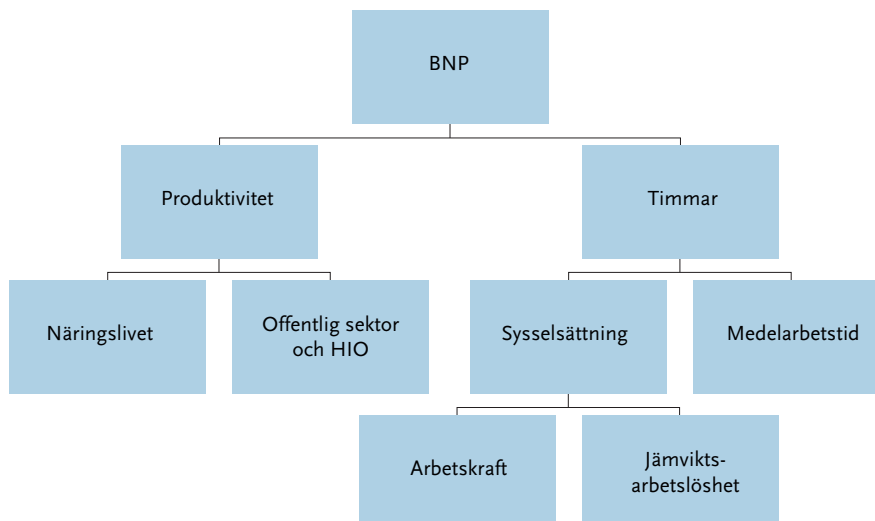 BNP
Produktivitet
Timmar
Näringslivet
Offentlig sektor
och HIO
Sysselsättning
Medelarbetstid
Arbetskraft
Jämvikts-
arbetslöshet